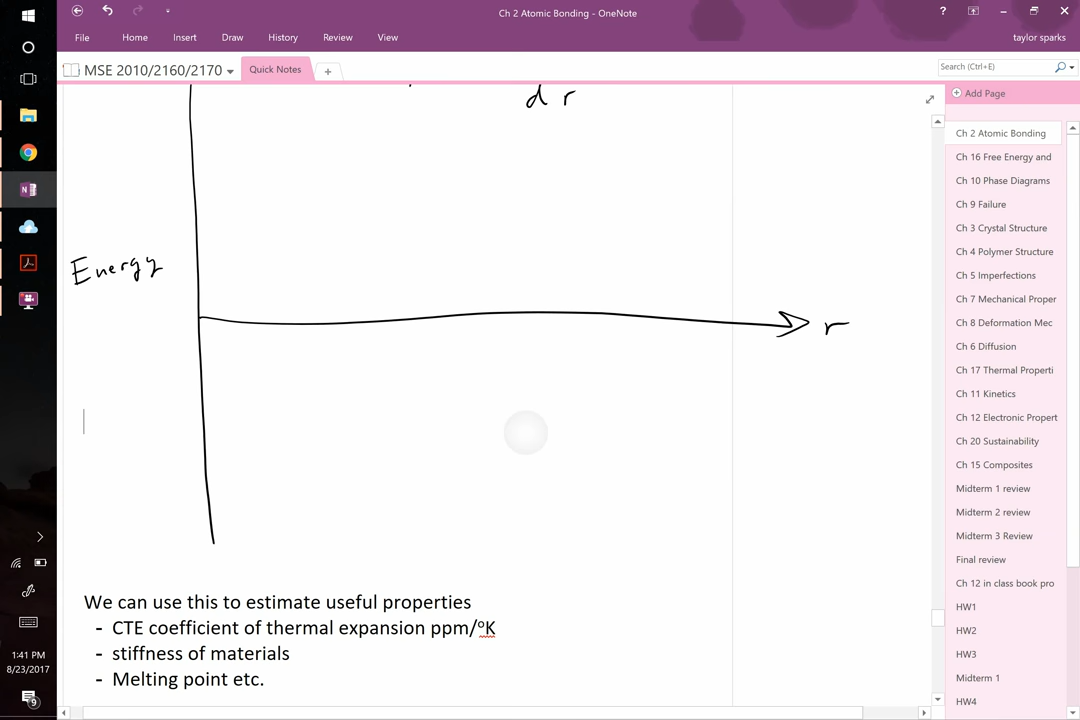 Ch 2 Atomic Bonding - OneNote
?
File Home Insert Draw History Review View
taylor sparks
MSE 2010/2160/2170
Quick Notes
Search (Ctrl+E)
Add Page
d r
Energy
r
We can use this to estimate useful properties
- CTE coefficient of thermal expansion ppm/°K
- stiffness of materials
- Melting point etc.
Ch 2 Atomic Bonding
Ch 16 Free Energy and
Ch 10 Phase Diagrams
Ch 9 Failure
Ch 3 Crystal Structure
Ch 4 Polymer Structure
Ch 5 Imperfections
Ch 7 Mechanical Proper
Ch 8 Deformation Mec
Ch 6 Diffusion
Ch 17 Thermal Properti
Ch 11 Kinetics
Ch 12 Electronic Propert
Ch 20 Sustainability
Ch 15 Composites
Midterm 1 review
Midterm 2 review
Midterm 3 Review
Final review
Ch 12 in class book pro
HW1
HW2
HW3
Midterm 1
HW4
1:41 PM
8/23/2017
9